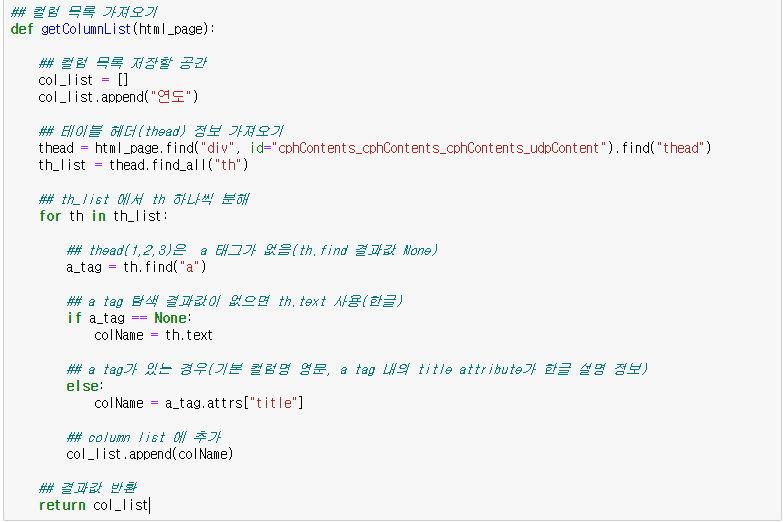 ## 컬럼 목록 가져오기
def getColumnList(html_page):
## 컬럼 목록 저장할 공간
col_list = []
col_list.append("연도")
## 테이블 헤더(thead) 정보 가져오기
thead = html_page.find("div", id="cphContents_cphContents_cphContents_udpContent").find("thead")
th_list = thead.find_all("th")
## th_list 에서 th 하나씩 분해
for th in th_list:
## thead(1,2,3)은  a 태그가 없음(th.find 결과값 None)
a_tag = th.find("a")
## a tag 탐색 결과값이 없으면 th.text 사용(한글)
if a_tag == None:
colName = th.text
## a tag가 있는 경우(기본 컬럼명 영문, a tag 내의 title attribute가 한글 설명 정보)
else:
colName = a_tag.attrs["title"]
## column list 에 추가
col_list.append(colName)
## 결과값 반환
return col_list